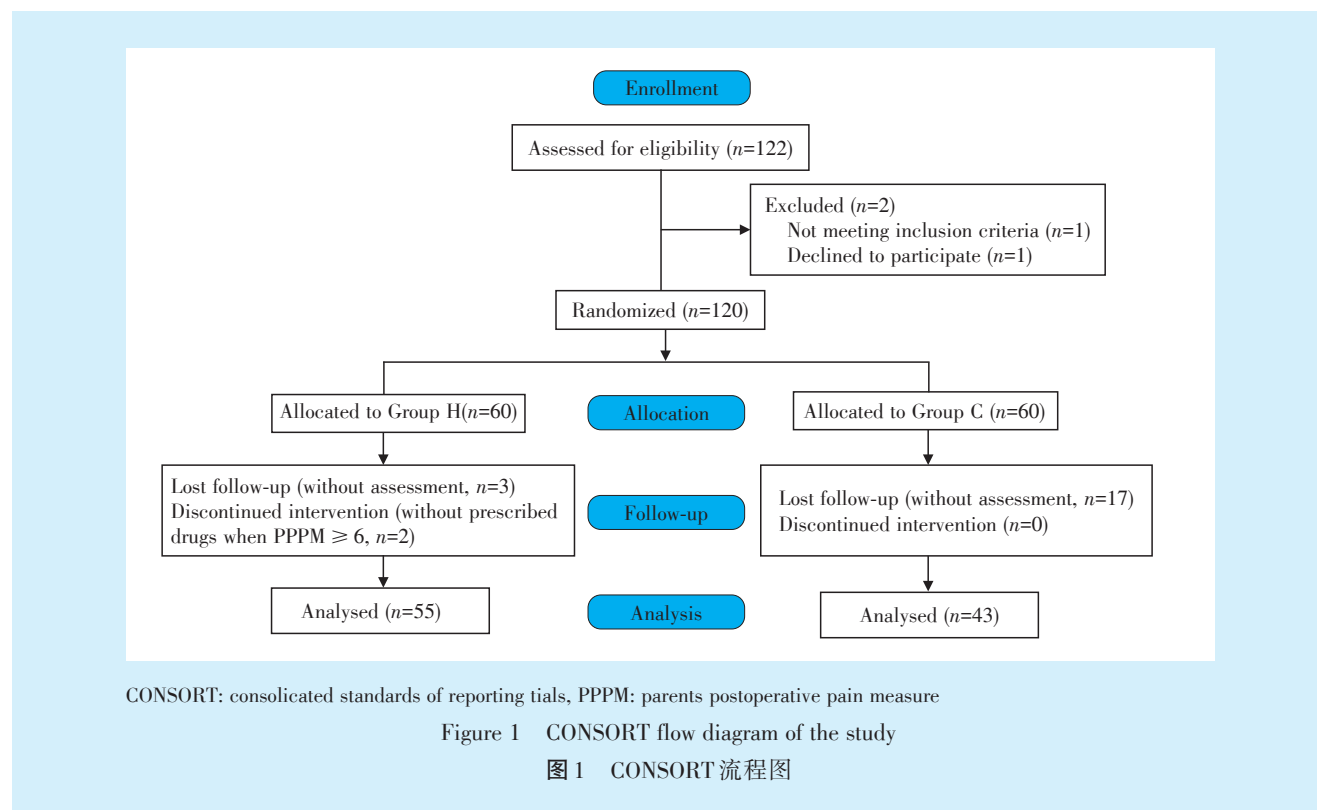 Enrollment
Assessed for eligibility (n=122)
Excluded (n=2)
Not meeting inclusion criteria (n=1)
Declined to participate (n=1)
Randomized (n=120)
Allocated to Group H(n=60)
Allocation
Allocated to Group C (n=60)
Lost follow-up (without assessment, n=3)
Discontinued intervention (without prescribed
drugs when PPPM ⩾ 6, n=2)
Follow-up
Lost follow-up (without assessment, n=17)
Discontinued intervention (n=0)
Analysed (n=55)
Analysis
Analysed (n=43)
CONSORT: consolicated standards of reporting tials, PPPM: parents postoperative pain measure
Figure 1 CONSORT flow diagram of the study
图1 CONSORT流程图